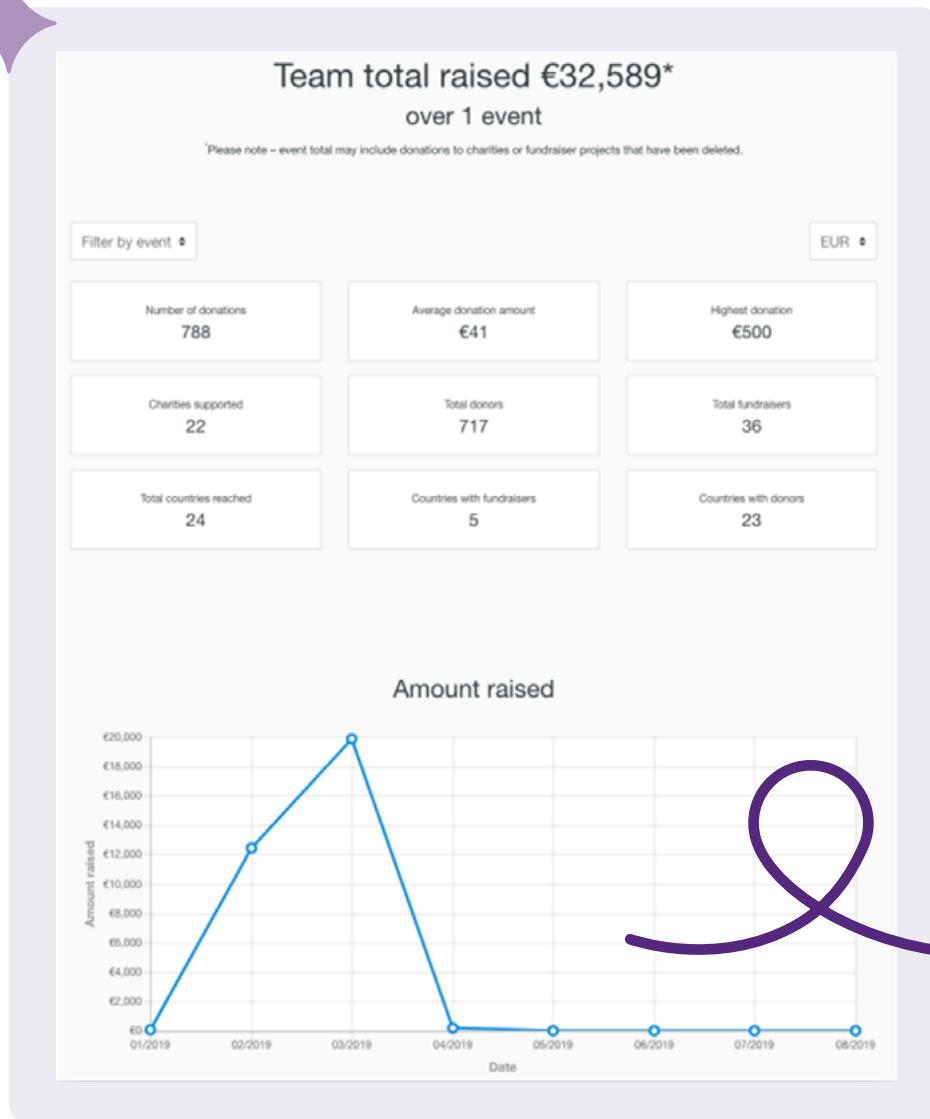 Team total raised €32,589*
over 1 event
*Please note – event total may include donations to charities or fundraiser projects that have been deleted.
Filter by event
EUR
Number of donations
788
Average donation amount
€41
Highest donation
€500
Charities supported
22
Total donors
717
Total fundraisers
36
Total countries reached
24
Countries with fundraisers
5
Countries with donors
23
Amount raised
Amount raised
€20,000
€18,000
€16,000
€14,000
€12,000
€10,000
€8,000
€6,000
€4,000
€2,000
€0
01/2019 02/2019 03/2019 04/2019 05/2019 06/2019 07/2019 08/2019
Date